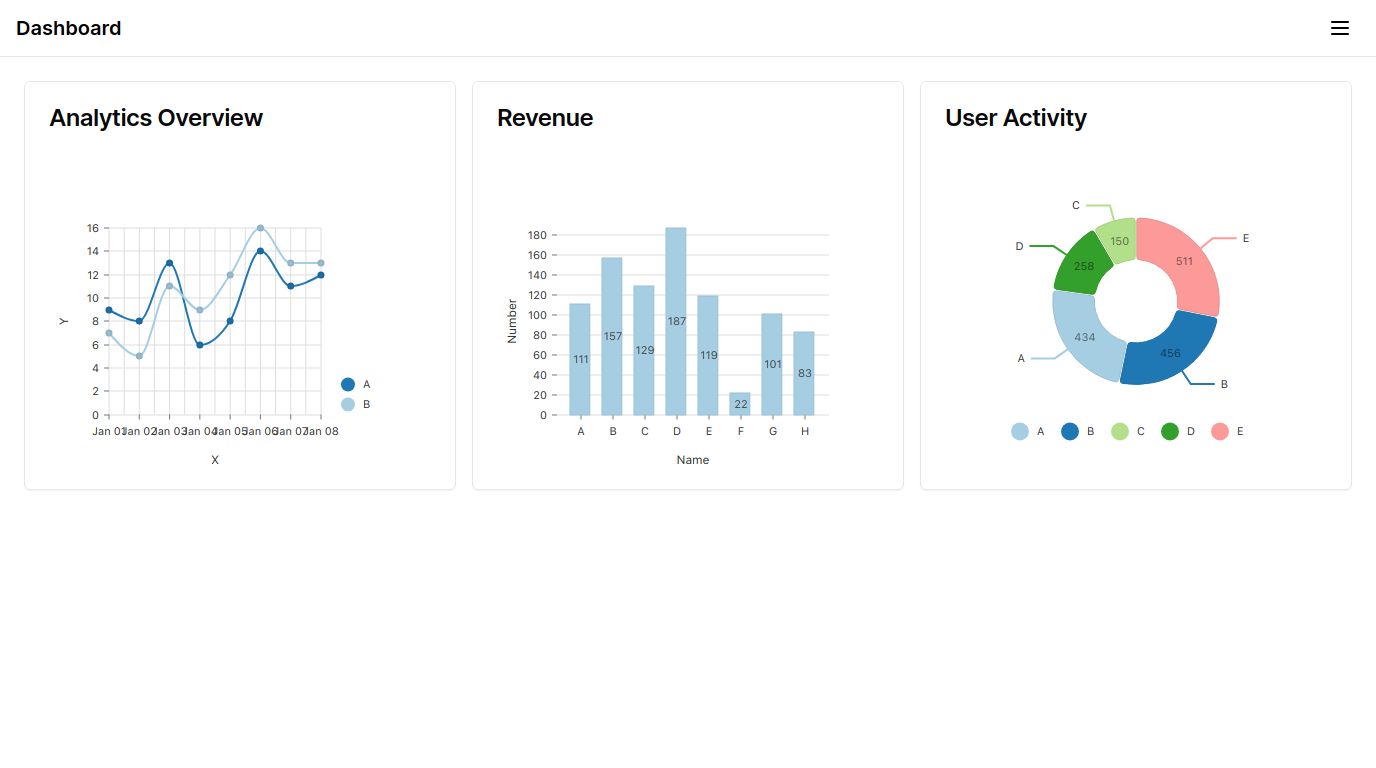 Dashboard
Analytics Overview
16
14
12
10
8
6
4
2
0
Y
Jan 01 Jan 02 Jan 03 Jan 04 Jan 05 Jan 06 Jan 07 Jan 08
X
A
B
Revenue
180
160
140
120
100
80
60
40
20
0
Number
111 157 129 187 119 22 101 83
A B C D E F G H
Name
User Activity
C
D
E
A
B
150
511
258
434
456
A B C D E